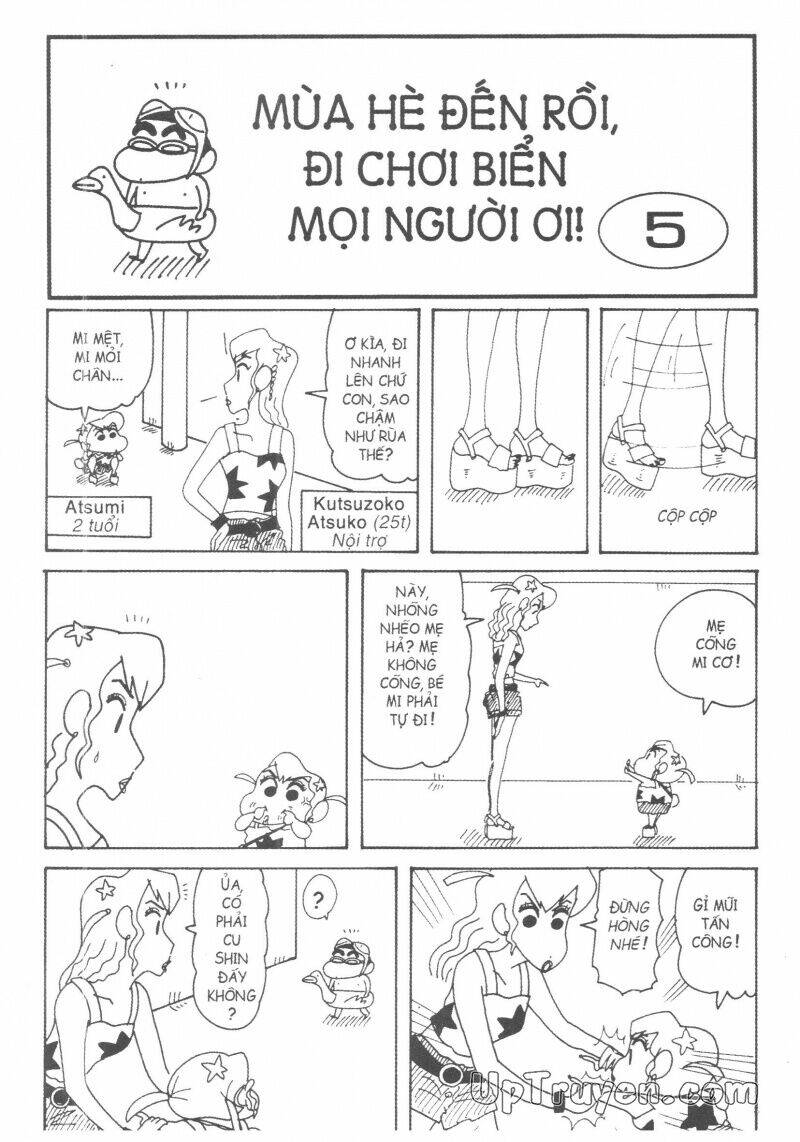 MÙA HÈ ĐẾN RỒI,
ĐI CHƠI BIỂN
MỌI NGƯỜI ƠI!
5
MI MỆT,
MI MỎI
CHÂN...
Ơ KÌA, ĐI
NHANH
LÊN CHỨ
CON, SAO
CHẬM
NHƯ RÙA
THẾ?
Atsumi
2 tuổi
Kutsuzoko
Atsuko (25t)
Nội trợ
CỘP CỘP
NÀY,
NHÕNG
NHẼO MẸ
HẢ? MẸ
KHÔNG
CÕNG, BÉ
MI PHẢI
TỰ ĐI!
MẸ
CÕNG
MI CƠ!
ỦA,
CÓ
PHẢI
CU
SHIN
ĐẤY
KHÔNG
?
?
ĐỪNG
HÒNG
NHÉ!
GỈ MŨI
TẤN
CÔNG!
UpTruyen.com